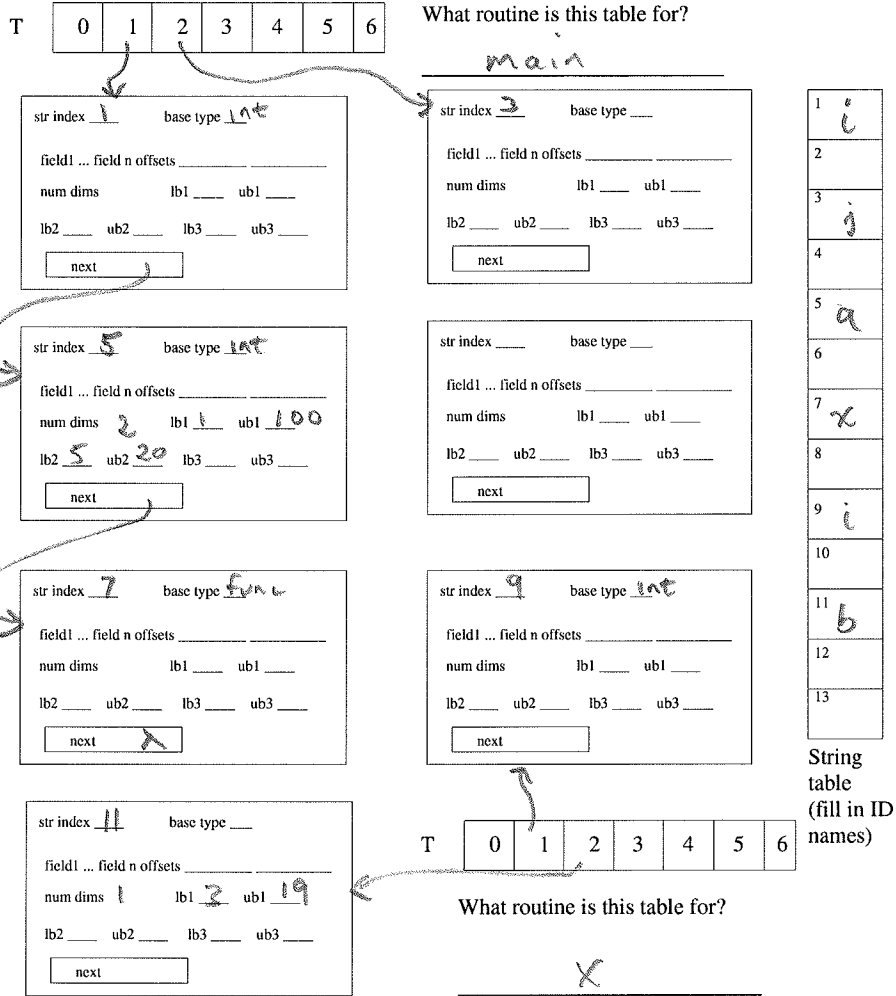 T 0 1 2 3 4 5 6
What routine is this table for?
main
str index 1 base type int
field1 ... field n offsets
num dims lb1 ub1
lb2 ub2 lb3 ub3
next
str index 3 base type
field1 ... field n offsets
num dims lb1 ub1
lb2 ub2 lb3 ub3
next
str index 5 base type int
field1 ... field n offsets
num dims 2 lb1 1 ub1 100
lb2 5 ub2 20 lb3 ub3
next
str index base type
field1 ... field n offsets
num dims lb1 ub1
lb2 ub2 lb3 ub3
next
str index 7 base type func
field1 ... field n offsets
num dims lb1 ub1
lb2 ub2 lb3 ub3
next λ
str index 9 base type int
field1 ... field n offsets
num dims lb1 ub1
lb2 ub2 lb3 ub3
next
str index 11 base type
field1 ... field n offsets
num dims 1 lb1 3 ub1 19
lb2 ub2 lb3 ub3
next
1 i
2
3 j
4
5 a
6
7 x
8
9 i
10
11 b
12
13
String
table
(fill in ID
names)
T 0 1 2 3 4 5 6
What routine is this table for?
x